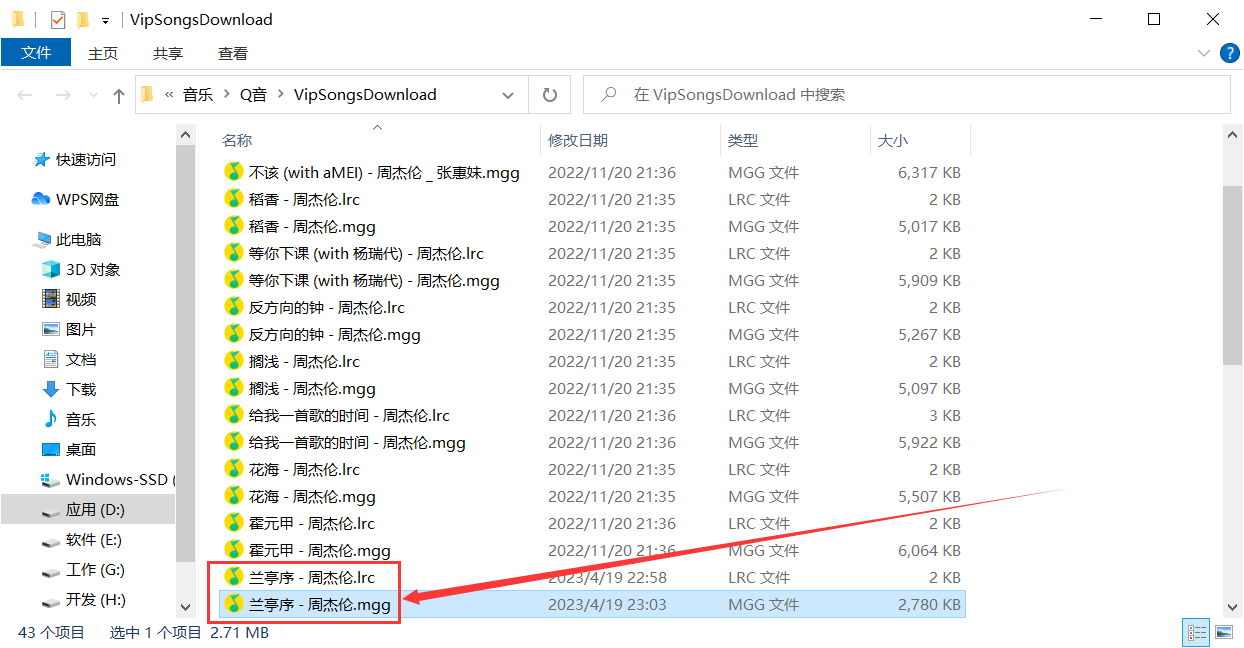 VipSongsDownload
文件 主页 共享 查看 ?
« 音乐 › Q音 › VipSongsDownload 在 VipSongsDownload 中搜索
快速访问
WPS网盘
此电脑
3D 对象
视频
图片
文档
下载
音乐
桌面
Windows-SSD (
应用 (D:)
软件 (E:)
工作 (G:)
开发 (H:)
名称 修改日期 类型 大小
不该 (with aMEI) - 周杰伦 _ 张惠妹.mgg 2022/11/20 21:36 MGG 文件 6,317 KB
稻香 - 周杰伦.lrc 2022/11/20 21:35 LRC 文件 2 KB
稻香 - 周杰伦.mgg 2022/11/20 21:35 MGG 文件 5,017 KB
等你下课 (with 杨瑞代) - 周杰伦.lrc 2022/11/20 21:35 LRC 文件 2 KB
等你下课 (with 杨瑞代) - 周杰伦.mgg 2022/11/20 21:35 MGG 文件 5,909 KB
反方向的钟 - 周杰伦.lrc 2022/11/20 21:35 LRC 文件 2 KB
反方向的钟 - 周杰伦.mgg 2022/11/20 21:35 MGG 文件 5,267 KB
搁浅 - 周杰伦.lrc 2022/11/20 21:35 LRC 文件 2 KB
搁浅 - 周杰伦.mgg 2022/11/20 21:35 MGG 文件 5,097 KB
给我一首歌的时间 - 周杰伦.lrc 2022/11/20 21:36 LRC 文件 3 KB
给我一首歌的时间 - 周杰伦.mgg 2022/11/20 21:36 MGG 文件 5,922 KB
花海 - 周杰伦.lrc 2022/11/20 21:35 LRC 文件 2 KB
花海 - 周杰伦.mgg 2022/11/20 21:35 MGG 文件 5,507 KB
霍元甲 - 周杰伦.lrc 2022/11/20 21:36 LRC 文件 2 KB
霍元甲 - 周杰伦.mgg 2022/11/20 21:36 MGG 文件 6,064 KB
兰亭序 - 周杰伦.lrc 2023/4/19 22:58 LRC 文件 2 KB
兰亭序 - 周杰伦.mgg 2023/4/19 23:03 MGG 文件 2,780 KB
43 个项目 选中 1 个项目 2.71 MB